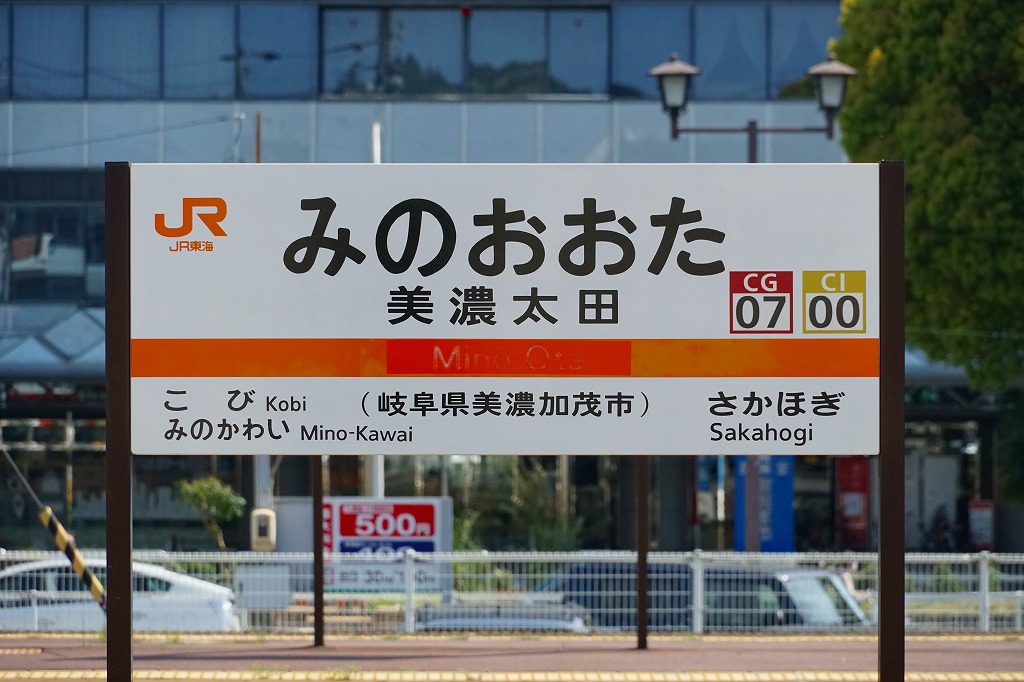 JR
JR東海
みのおおた
美濃太田
CG
07
CI
00
Mino-Ota
こび Kobi
みのかわい Mino-Kawai
(岐阜県美濃加茂市)
さかほぎ
Sakahogi
500円